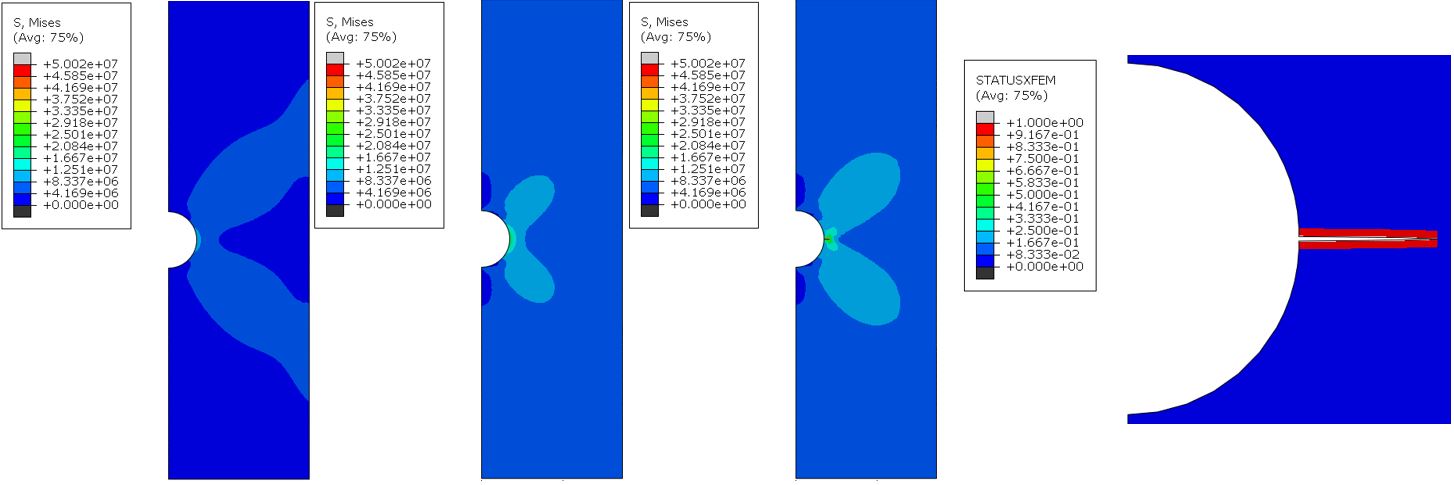 S, Mises
(Avg: 75%)
+5.002e+07
+4.585e+07
+4.169e+07
+3.752e+07
+3.335e+07
+2.918e+07
+2.501e+07
+2.084e+07
+1.667e+07
+1.251e+07
+8.337e+06
+4.169e+06
+0.000e+00
S, Mises
(Avg: 75%)
+5.002e+07
+4.585e+07
+4.169e+07
+3.752e+07
+3.335e+07
+2.918e+07
+2.501e+07
+2.084e+07
+1.667e+07
+1.251e+07
+8.337e+06
+4.169e+06
+0.000e+00
S, Mises
(Avg: 75%)
+5.002e+07
+4.585e+07
+4.169e+07
+3.752e+07
+3.335e+07
+2.918e+07
+2.501e+07
+2.084e+07
+1.667e+07
+1.251e+07
+8.337e+06
+4.169e+06
+0.000e+00
STATUSXFEM
(Avg: 75%)
+1.000e+00
+9.167e-01
+8.333e-01
+7.500e-01
+6.667e-01
+5.833e-01
+5.000e-01
+4.167e-01
+3.333e-01
+2.500e-01
+1.667e-01
+8.333e-02
+0.000e+00